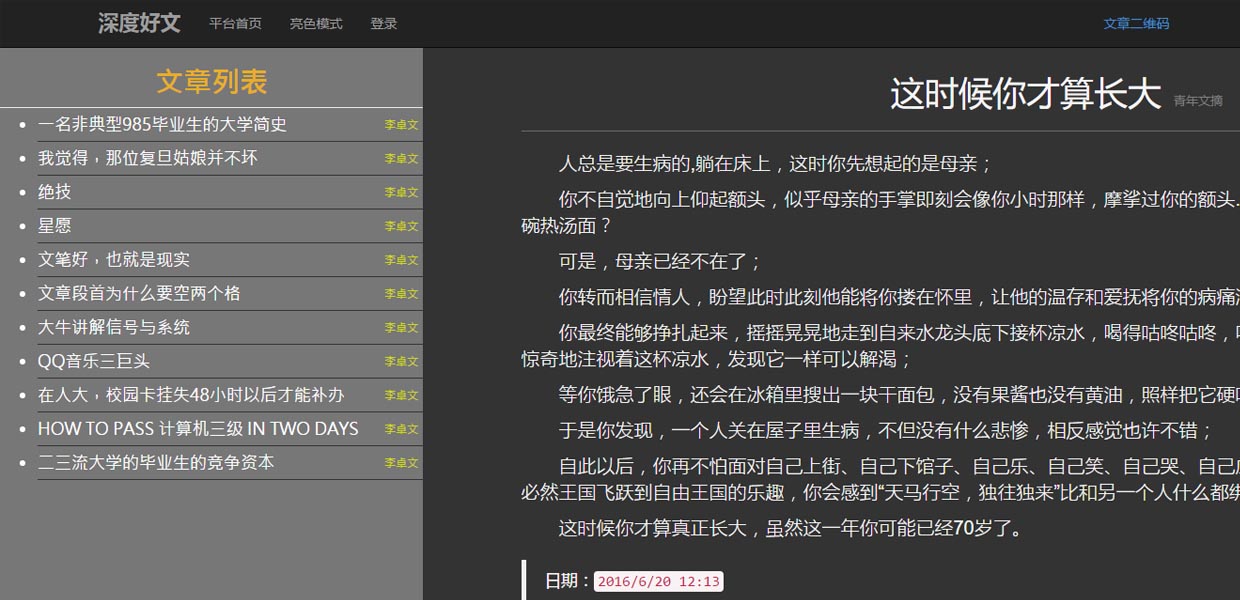 深度好文 平台首页 亮色模式 登录 文章二维码
文章列表
一名非典型985毕业生的大学简史 李卓文
我觉得，那位复旦姑娘并不坏 李卓文
绝技 李卓文
星愿 李卓文
文笔好，也就是现实 李卓文
文章段首为什么要空两个格 李卓文
大牛讲解信号与系统 李卓文
QQ音乐三巨头 李卓文
在人大，校园卡挂失48小时以后才能补办 李卓文
HOW TO PASS 计算机三级 IN TWO DAYS 李卓文
二三流大学的毕业生的竞争资本 李卓文
这时候你才算长大 青年文摘
人总是要生病的,躺在床上，这时你先想起的是母亲；
你不自觉地向上仰起额头，似乎母亲的手掌即刻会像你小时那样，摩挲过你的额头.
碗热汤面？
可是，母亲已经不在了；
你转而相信情人，盼望此时此刻他能将你搂在怀里，让他的温存和爱抚将你的病痛
你最终能够挣扎起来，摇摇晃晃地走到自来水龙头底下接杯凉水，喝得咕咚咕咚，
惊奇地注视着这杯凉水，发现它一样可以解渴；
等你饿急了眼，还会在冰箱里搜出一块干面包，没有果酱也没有黄油，照样把它硬
于是你发现，一个人关在屋子里生病，不但没有什么悲惨，相反感觉也许不错；
自此以后，你再不怕面对自己上街、自己下馆子、自己乐、自己笑、自己哭、自己
必然王国飞跃到自由王国的乐趣，你会感到“天马行空，独往独来”比和另一个人什么都
这时候你才算真正长大，虽然这一年你可能已经70岁了。
日期：2016/6/20 12:13